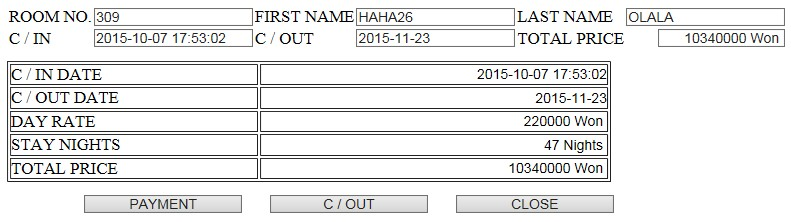 ROOM NO. 309 FIRST NAME HAHA26 LAST NAME OLALA
C / IN 2015-10-07 17:53:02 C / OUT 2015-11-23 TOTAL PRICE 10340000 Won
C / IN DATE 2015-10-07 17:53:02
C / OUT DATE 2015-11-23
DAY RATE 220000 Won
STAY NIGHTS 47 Nights
TOTAL PRICE 10340000 Won
PAYMENT C / OUT CLOSE